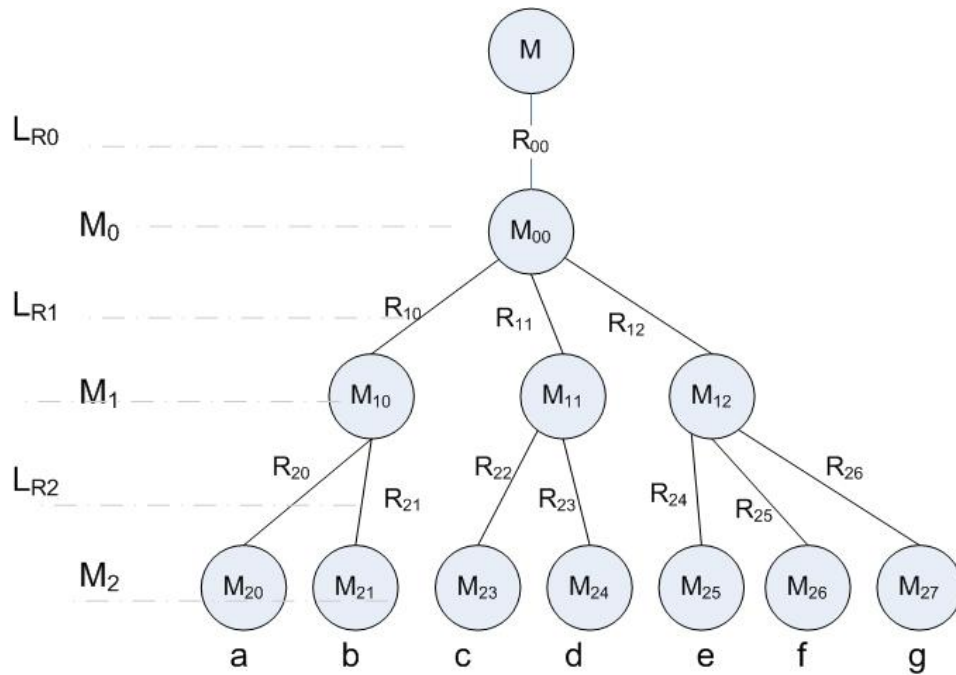 M
L_R0
R_00
M_0 M_00
L_R1 R_10 R_11 R_12
M_1 M_10 M_11 M_12
L_R2 R_20 R_21 R_22 R_23 R_24 R_25 R_26
M_2 M_20 M_21 M_23 M_24 M_25 M_26 M_27
a b c d e f g